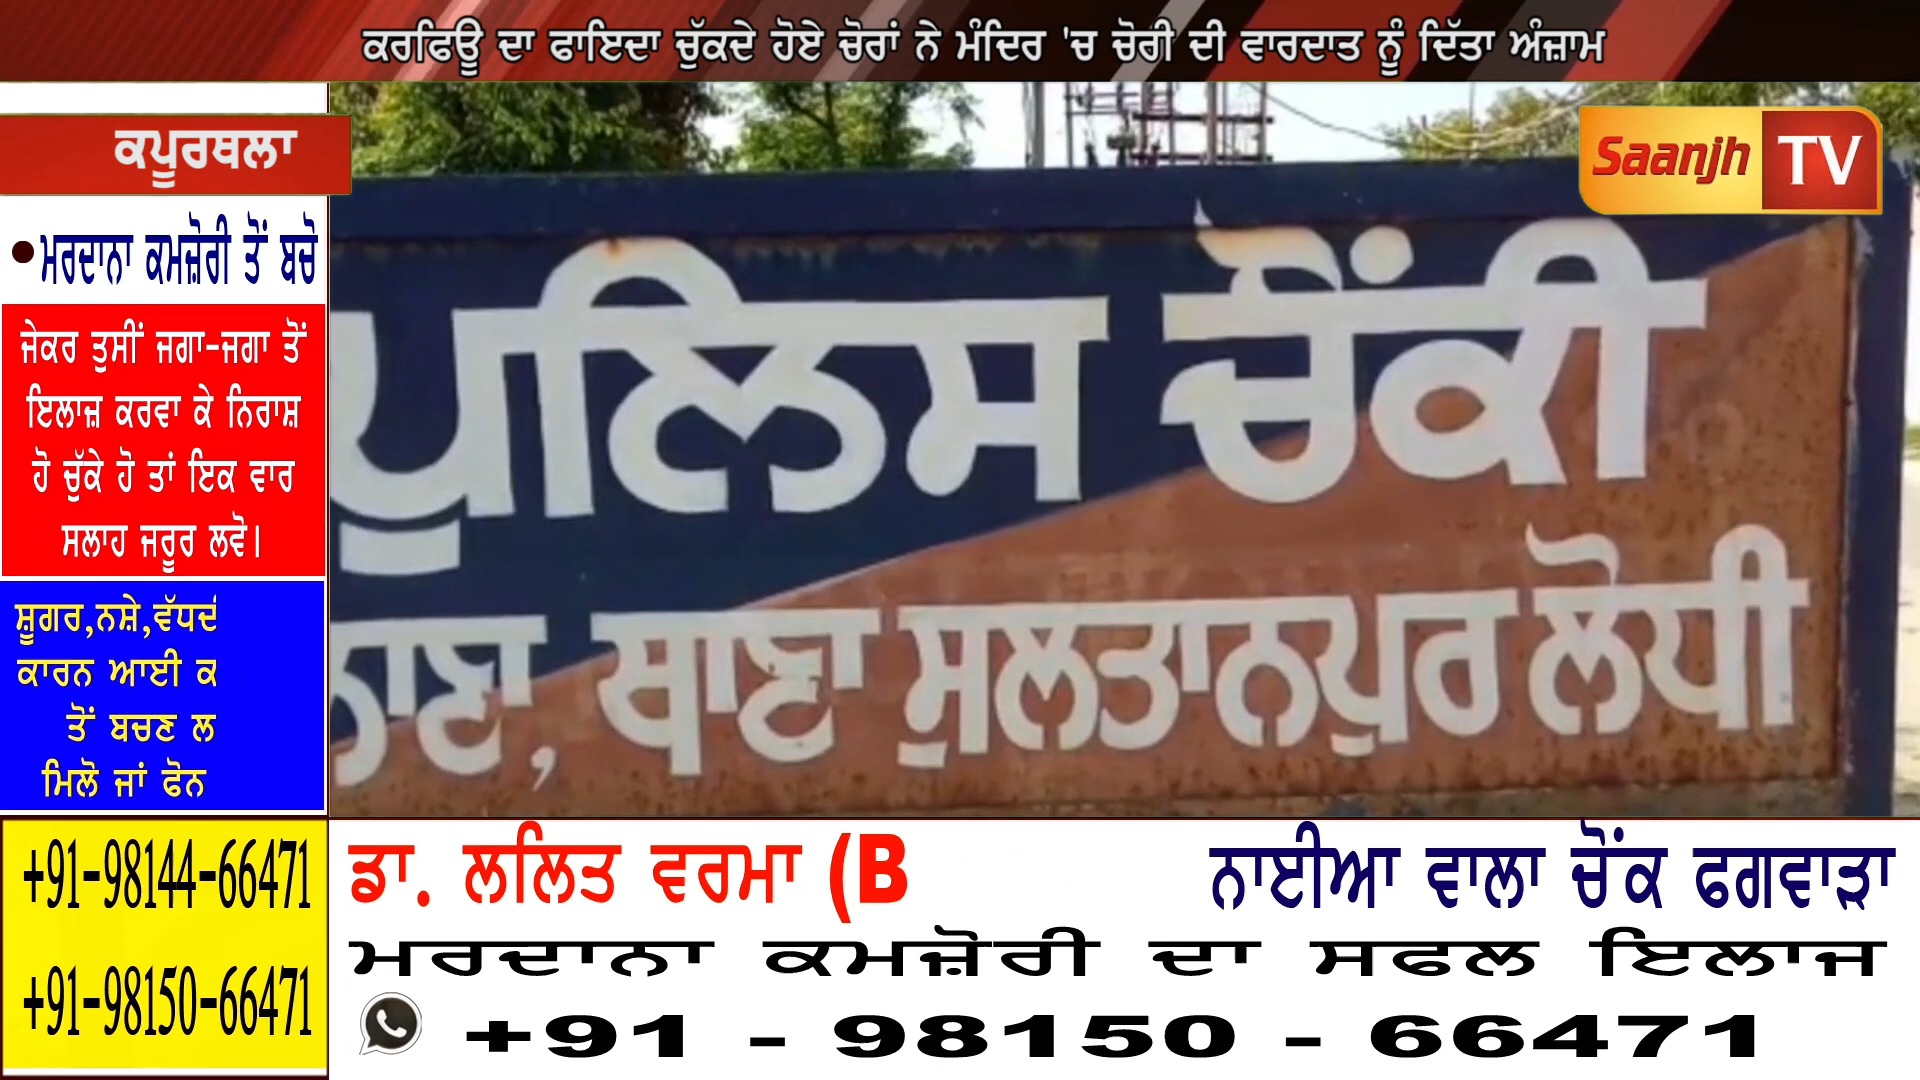 ਕਰਫਿਊ ਦਾ ਫਾਇਦਾ ਚੁੱਕਦੇ ਹੋਏ ਚੋਰਾਂ ਨੇ ਮੰਦਿਰ 'ਚ ਚੋਰੀ ਦੀ ਵਾਰਦਾਤ ਨੂੰ ਦਿੱਤਾ ਅੰਜ਼ਾਮ
ਕਪੂਰਥਲਾ
Saanjh TV
•ਮਰਦਾਨਾ ਕਮਜ਼ੋਰੀ ਤੋਂ ਬਚੋ
ਜੇਕਰ ਤੁਸੀਂ ਜਗਾ-ਜਗਾ ਤੋਂ
ਇਲਾਜ਼ ਕਰਵਾ ਕੇ ਨਿਰਾਸ਼
ਹੋ ਚੁੱਕੇ ਹੋ ਤਾਂ ਇਕ ਵਾਰ
ਸਲਾਹ ਜਰੂਰ ਲਵੋ।
ਸ਼ੂਗਰ,ਨਸ਼ੇ,ਵੱਧਦੀ
ਕਾਰਨ ਆਈ ਕ
ਤੋਂ ਬਚਣ ਲ
ਮਿਲੋ ਜਾਂ ਫੋਨ
ਪੁਲਿਸ ਚੌਂਕੀ
ਾਣਾ, ਥਾਣਾ ਸੁਲਤਾਨਪੁਰ ਲੋਧੀ
+91-98144-66471
+91-98150-66471
ਡਾ. ਲਲਿਤ ਵਰਮਾ (B
ਨਾਈਆ ਵਾਲਾ ਚੋਂਕ ਫਗਵਾੜਾ
ਮਰਦਾਨਾ ਕਮਜ਼ੋਰੀ ਦਾ ਸਫਲ ਇਲਾਜ
+91 - 98150 - 66471